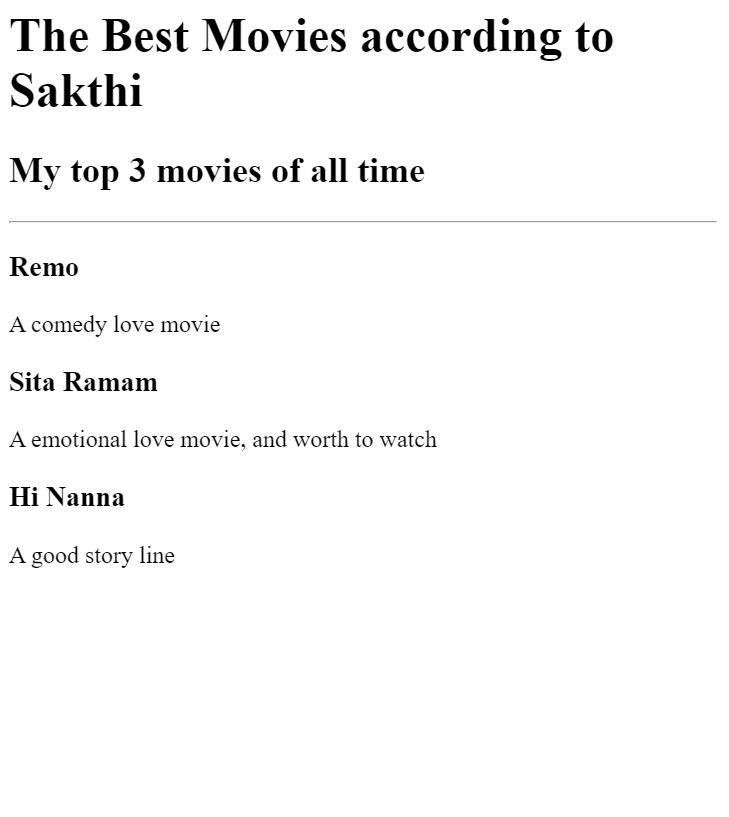 The Best Movies according to
Sakthi
My top 3 movies of all time
Remo
A comedy love movie
Sita Ramam
A emotional love movie, and worth to watch
Hi Nanna
A good story line